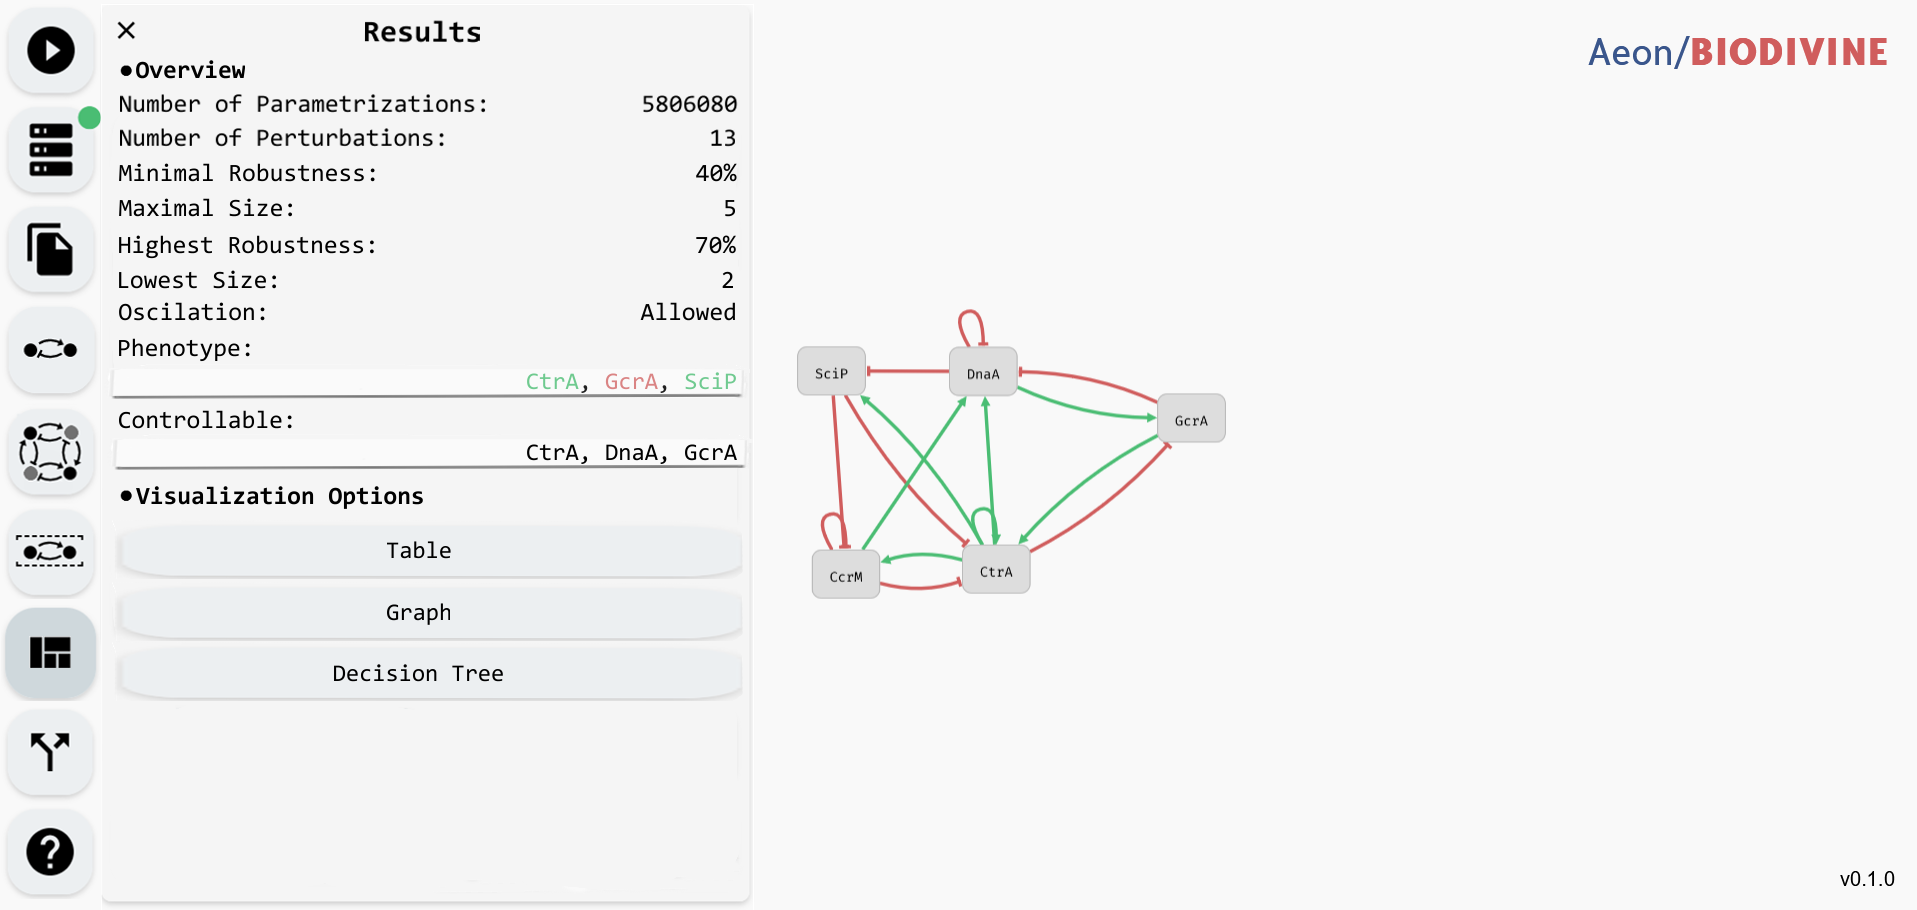 × Results
●Overview
Number of Parametrizations: 5806080
Number of Perturbations: 13
Minimal Robustness: 40%
Maximal Size: 5
Highest Robustness: 70%
Lowest Size: 2
Oscilation: Allowed
Phenotype:
CtrA, GcrA, SciP
Controllable:
CtrA, DnaA, GcrA
●Visualization Options
Table
Graph
Decision Tree
Aeon/BIODIVINE
SciP
DnaA
GcrA
CcrM
CtrA
v0.1.0